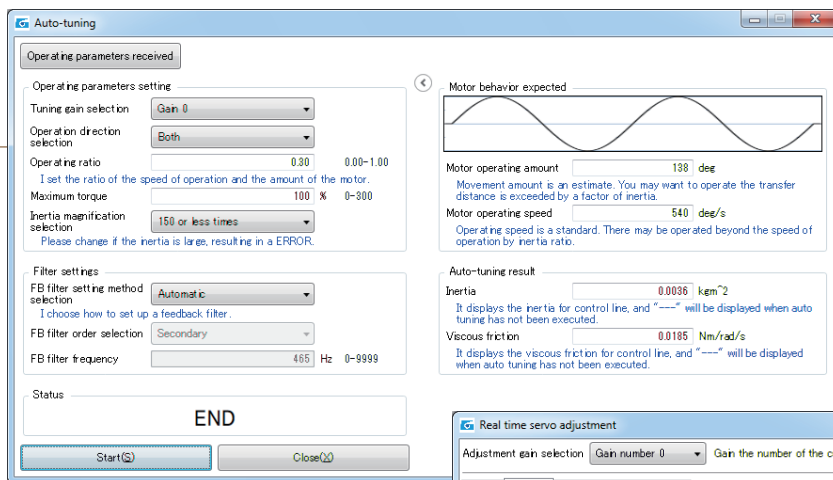 Auto-tuning
Operating parameters received
Operating parameters setting
Tuning gain selection Gain 0
Operation direction
selection Both
Operating ratio 0.30 0.00-1.00
I set the ratio of the speed of operation and the amount of the motor.
Maximum torque 100 % 0-300
Inertia magnification
selection 150 or less times
Please change if the inertia is large, resulting in a ERROR.
Filter settings
FB filter setting method
selection Automatic
I choose how to set up a feedback filter.
FB filter order selection Secondary
FB filter frequency 465 Hz 0-9999
Status
END
Start(S) Close(X)
Motor behavior expected
Motor operating amount 138 deg
Movement amount is an estimate. You may want to operate the transfer
distance is exceeded by a factor of inertia.
Motor operating speed 540 deg/s
Operating speed is a standard. There may be operated beyond the speed of
operation by inertia ratio.
Auto-tuning result
Inertia 0.0036 kgm^2
It displays the inertia for control line, and "---" will be displayed when auto
tuning has not been executed.
Viscous friction 0.0185 Nm/rad/s
It displays the viscous friction for control line, and "---" will be displayed
when auto tuning has not been executed.
Real time servo adjustment
Adjustment gain selection Gain number 0 Gain the number of the